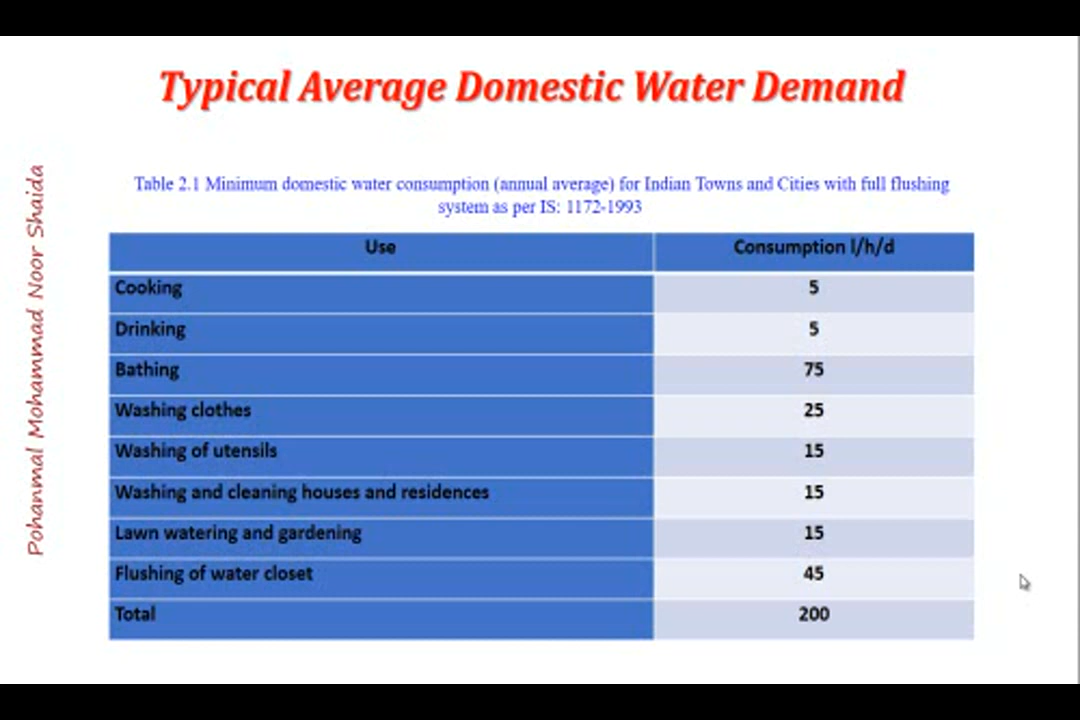 Typical Average Domestic Water Demand
Pohanmal Mohammad Noor Shaida
Table 2.1 Minimum domestic water consumption (annual average) for Indian Towns and Cities with full flushing
system as per IS: 1172-1993
Use Consumption l/h/d
Cooking 5
Drinking 5
Bathing 75
Washing clothes 25
Washing of utensils 15
Washing and cleaning houses and residences 15
Lawn watering and gardening 15
Flushing of water closet 45
Total 200